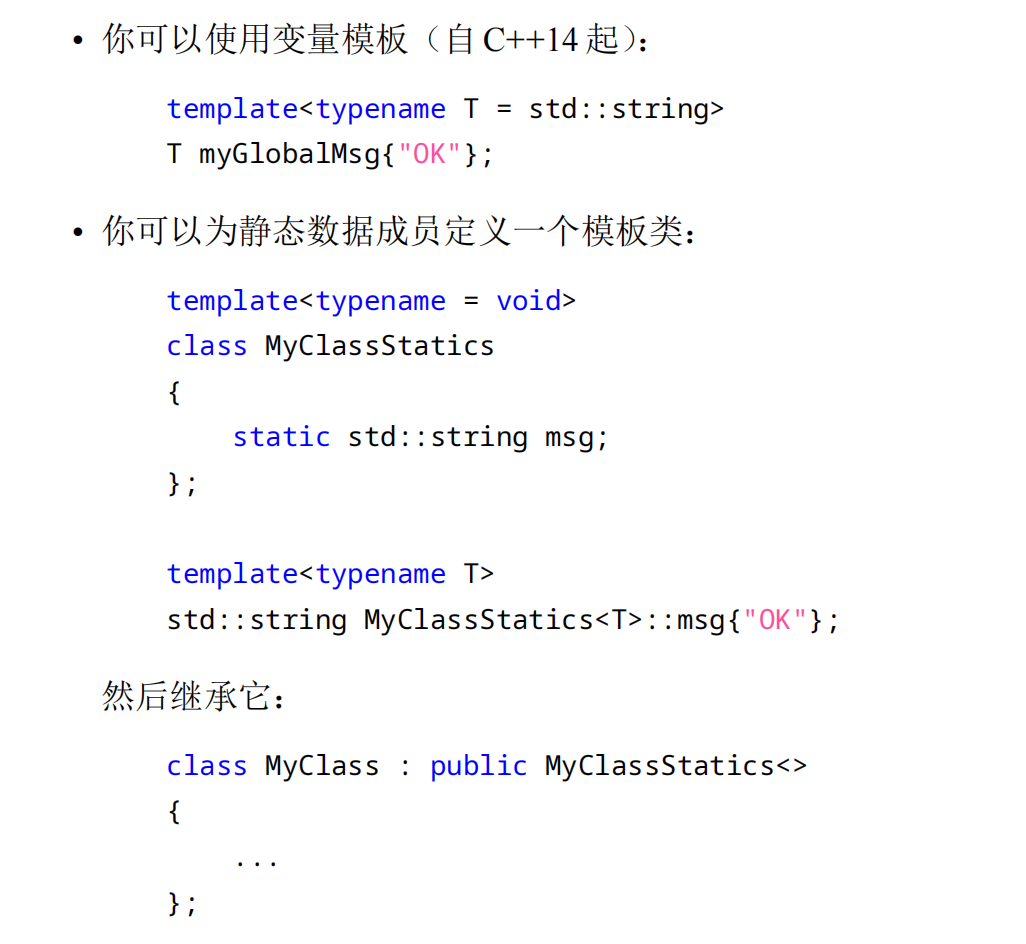 • 你可以使用变量模板（自 C++14 起）：
template<typename T = std::string>
T myGlobalMsg{"OK"};
• 你可以为静态数据成员定义一个模板类：
template<typename = void>
class MyClassStatics
{
    static std::string msg;
};
template<typename T>
std::string MyClassStatics<T>::msg{"OK"};
然后继承它：
class MyClass : public MyClassStatics<>
{
    ...
};